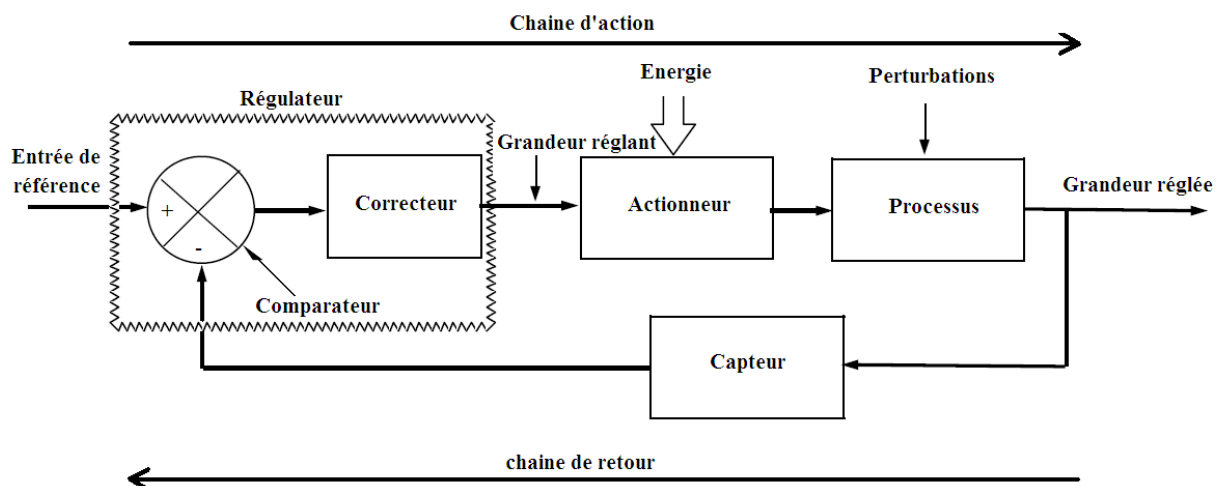 Chaine d'action
Energie
Perturbations
Régulateur
Grandeur réglant
Entrée de
référence
+
-
Correcteur
Actionneur
Processus
Grandeur réglée
Comparateur
Capteur
chaine de retour